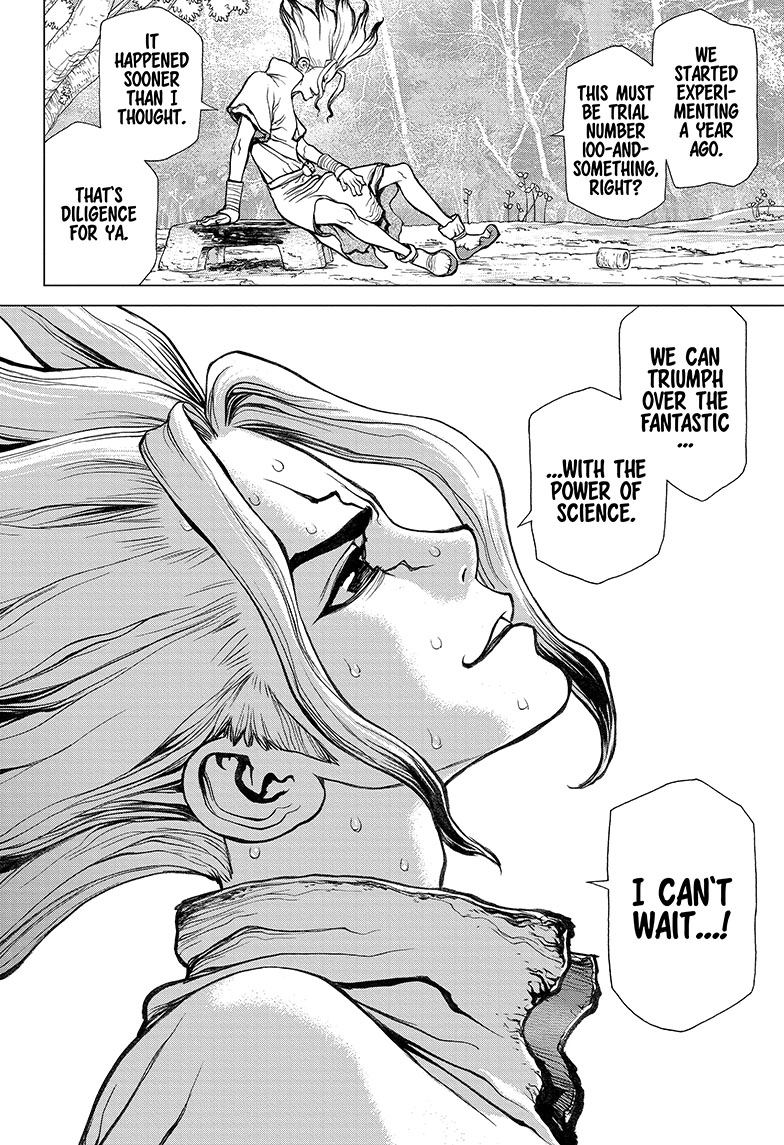 WE
STARTED
EXPERI-
MENTING
A YEAR
AGO.
THIS MUST
BE TRIAL
NUMBER
100-AND-
SOMETHING,
RIGHT?
IT
HAPPENED
SOONER
THAN I
THOUGHT.
THAT'S
DILIGENCE
FOR YA.
WE CAN
TRIUMPH
OVER THE
FANTASTIC
...
...WITH THE
POWER OF
SCIENCE.
I CAN'T
WAIT...!